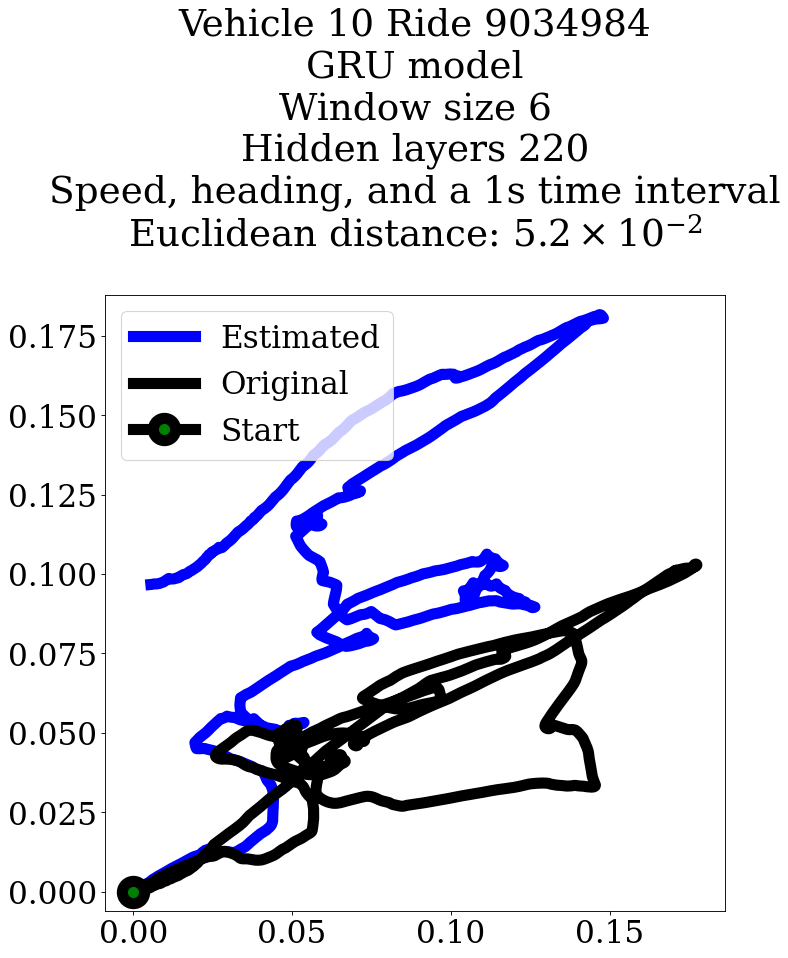 Vehicle 10 Ride 9034984
GRU model
Window size 6
Hidden layers 220
Speed, heading, and a 1s time interval
Euclidean distance: 5.2 × 10⁻²
Estimated
Original
Start
0.175
0.150
0.125
0.100
0.075
0.050
0.025
0.000
0.00 0.05 0.10 0.15